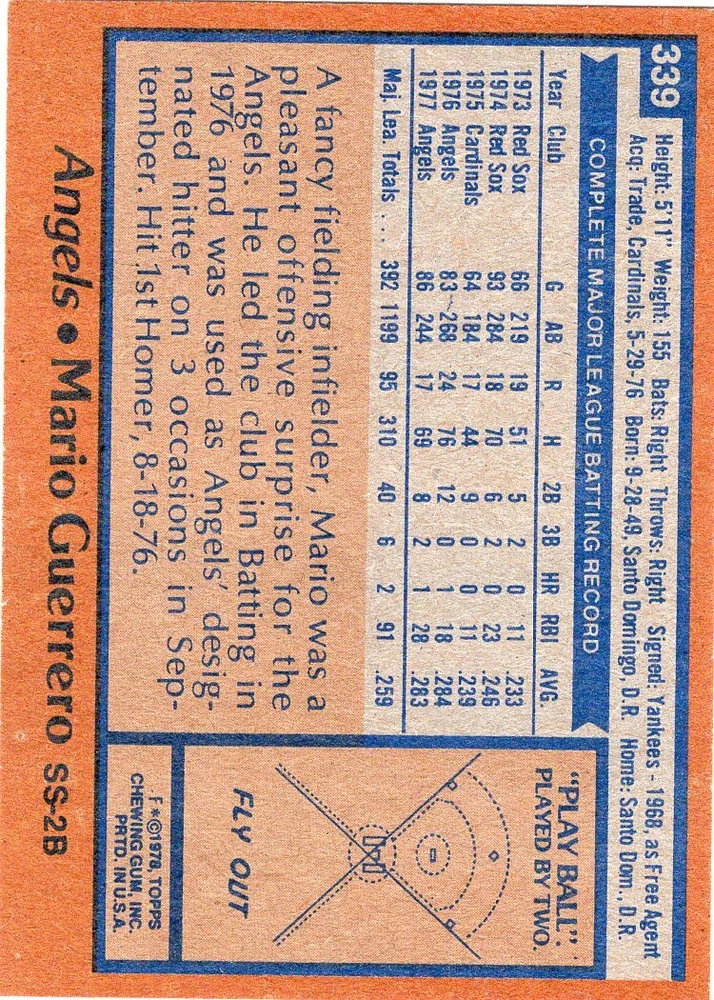 339
Height: 5'11" Weight: 155 Bats: Right Throws: Right Signed: Yankees - 1968, as Free Agent
Acq: Trade, Cardinals, 5-29-76 Born: 9-28-49, Santo Domingo, D.R. Home: Santo Dom., D.R.
COMPLETE MAJOR LEAGUE BATTING RECORD
Year Club G AB R H 2B 3B HR RBI AVG.
1973 Red Sox 66 219 19 51 5 2 0 11 .233
1974 Red Sox 93 284 18 70 6 2 0 23 .246
1975 Cardinals 64 184 17 44 9 0 0 11 .239
1976 Angels 83 268 24 76 12 0 1 18 .284
1977 Angels 86 244 17 69 8 2 1 28 .283
Maj. Lea. Totals ... 392 1199 95 310 40 6 2 91 .259
A fancy fielding infielder, Mario was a
pleasant offensive surprise for the
Angels. He led the club in Batting in
1976 and was used as Angels' desig-
nated hitter on 3 occasions in Sep-
tember. Hit 1st Homer, 8-18-76.
"PLAY BALL".
PLAYED BY TWO.
FLY OUT
F*©1978, TOPPS
CHEWING GUM, INC.
PRTD. IN U.S.A.
Angels • Mario Guerrero SS-2B